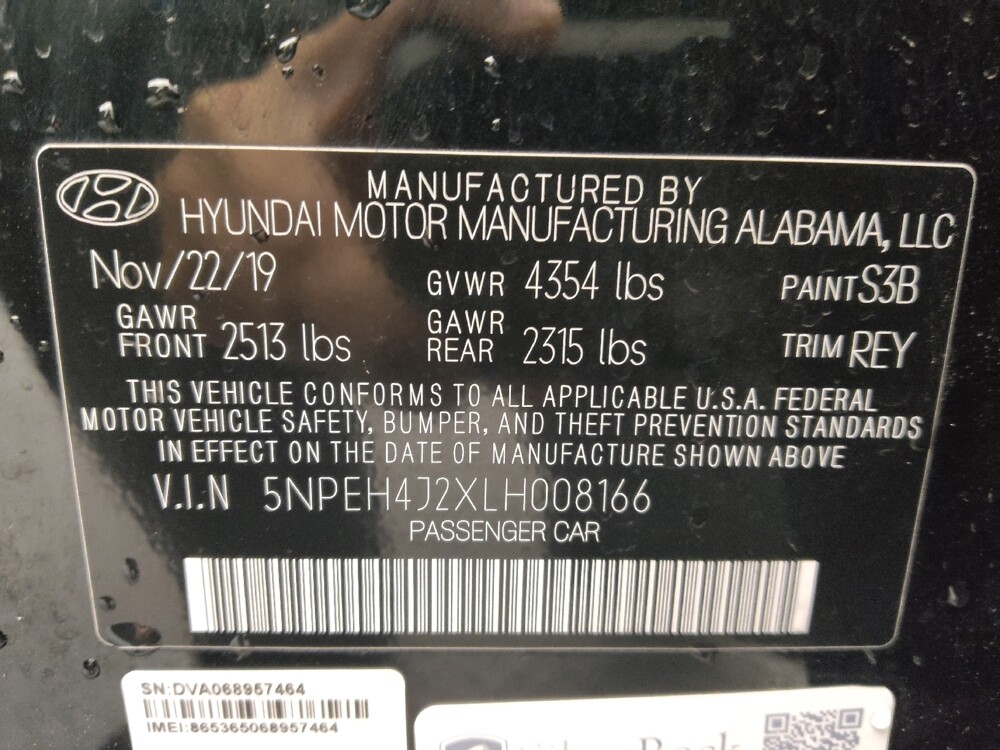 MANUFACTURED BY
HYUNDAI MOTOR MANUFACTURING ALABAMA, LLC
Nov/22/19 GVWR 4354 lbs PAINT S3B
GAWR FRONT 2513 lbs GAWR REAR 2315 lbs TRIM REY
THIS VEHICLE CONFORMS TO ALL APPLICABLE U.S.A. FEDERAL
MOTOR VEHICLE SAFETY, BUMPER, AND THEFT PREVENTION STANDARDS
IN EFFECT ON THE DATE OF MANUFACTURE SHOWN ABOVE
V.I.N 5NPEH4J2XLH008166
PASSENGER CAR
SN:DVA068957464
IMEI:865365068957464